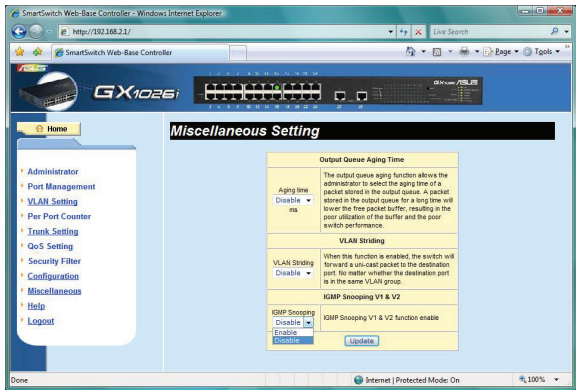 SmartSwitch Web-Base Controller - Windows Internet Explorer
http://192.168.2.1/
Live Search
SmartSwitch Web-Base Controller
Page
Tools
GX1026i
ASUS
Home
Miscellaneous Setting
Administrator
Port Management
VLAN Setting
Per Port Counter
Trunk Setting
QoS Setting
Security Filter
Configuration
Miscellaneous
Help
Logout
Output Queue Aging Time
Aging time
Disable
ms
The output queue aging function allows the
administrator to select the aging time of a
packet stored in the output queue. A packet
stored in the output queue for a long time will
lower the free packet buffer, resulting in the
poor utilization of the buffer and the poor
switch performance.
VLAN Striding
VLAN Striding
Disable
When this function is enabled, the switch will
forward a uni-cast packet to the destination
port. No matter whether the destination port
is in the same VLAN group.
IGMP Snooping V1 & V2
IGMP Snooping
Disable
Enable
Disable
IGMP Snooping V1 & V2 function enable
Update
Done
Internet | Protected Mode: On
100%